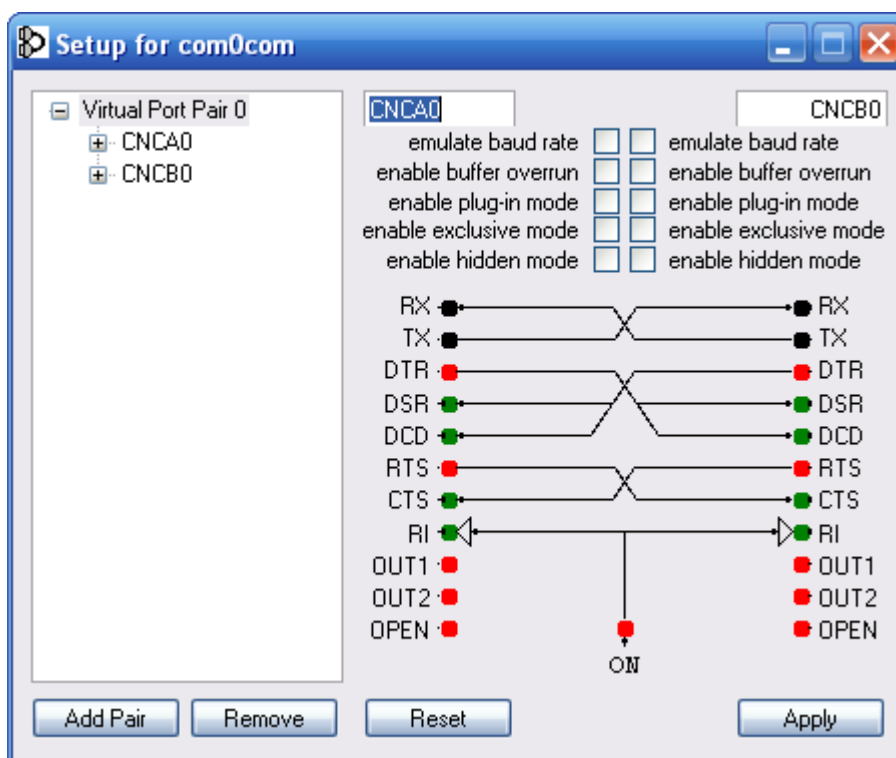 Setup for com0com
Virtual Port Pair 0
CNCA0
CNCB0
CNCA0 CNCB0
emulate baud rate emulate baud rate
enable buffer overrun enable buffer overrun
enable plug-in mode enable plug-in mode
enable exclusive mode enable exclusive mode
enable hidden mode enable hidden mode
RX RX
TX TX
DTR DTR
DSR DSR
DCD DCD
RTS RTS
CTS CTS
RI RI
OUT1 OUT1
OUT2 OUT2
OPEN OPEN
ON
Add Pair Remove Reset Apply